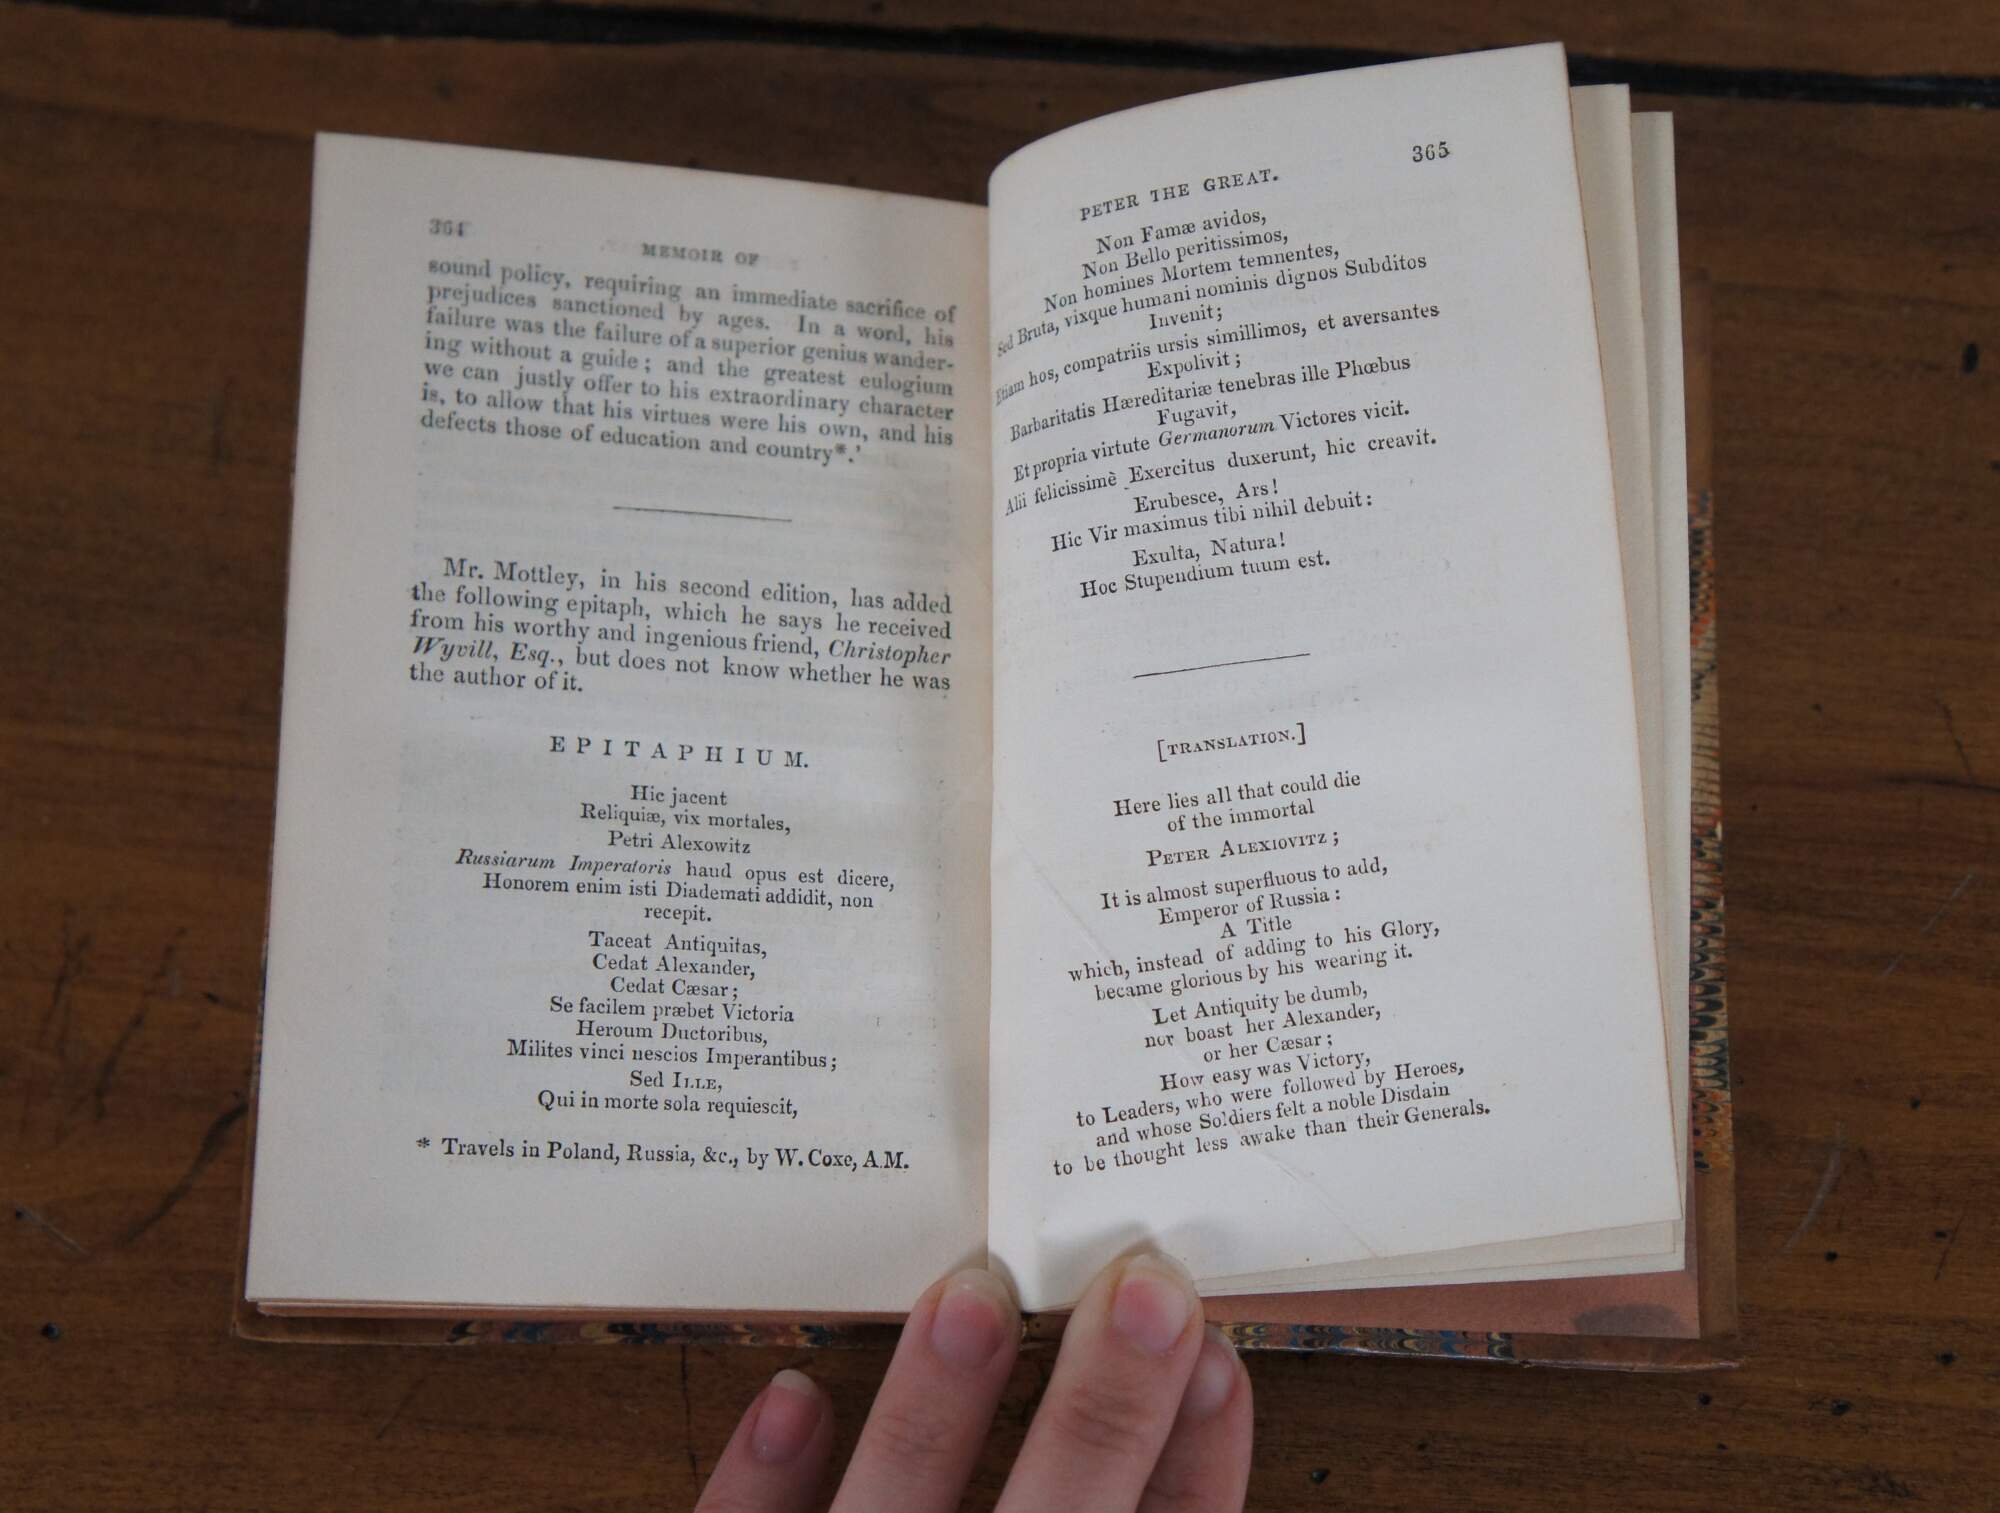 364
MEMOIR OF
sound policy, requiring an immediate sacrifice of
prejudices sanctioned by ages. In a word, his
failure was the failure of a superior genius wander-
ing without a guide; and the greatest eulogium
we can justly offer to his extraordinary character
is, to allow that his virtues were his own, and his
defects those of education and country*.'
Mr. Mottley, in his second edition, has added
the following epitaph, which he says he received
from his worthy and ingenious friend, Christopher
Wyvill, Esq., but does not know whether he was
the author of it.
EPITAPHIUM.
Hic jacent
Reliquiæ, vix mortales,
Petri Alexowitz
Russiarum Imperatoris haud opus est dicere,
Honorem enim isti Diademati addidit, non
recepit.
Taceat Antiquitas,
Cedat Alexander,
Cedat Cæsar;
Se facilem præbet Victoria
Heroum Ductoribus,
Milites vinci nescios Imperantibus;
Sed ILLE,
Qui in morte sola requiescit,
* Travels in Poland, Russia, &c., by W. Coxe, A.M.
PETER THE GREAT.
365
Non Famæ avidos,
Non Bello peritissimos,
Non homines Mortem temnentes,
Sed Bruta, vixque humani nominis dignos Subditos
Invenit;
Etiam hos, compatriis ursis simillimos, et aversantes
Expolivit;
Barbaritatis Hæreditariæ tenebras ille Phœbus
Fugavit,
Et propria virtute Germanorum Victores vicit.
Alii felicissimè Exercitus duxerunt, hic creavit.
Erubesce, Ars!
Hic Vir maximus tibi nihil debuit:
Exulta, Natura!
Hoc Stupendium tuum est.
[TRANSLATION.]
Here lies all that could die
of the immortal
PETER ALEXIOVITZ;
It is almost superfluous to add,
Emperor of Russia:
A Title
which, instead of adding to his Glory,
became glorious by his wearing it.
Let Antiquity be dumb,
nor boast her Alexander,
or her Cæsar;
How easy was Victory,
to Leaders, who were followed by Heroes,
and whose Soldiers felt a noble Disdain
to be thought less awake than their Generals.